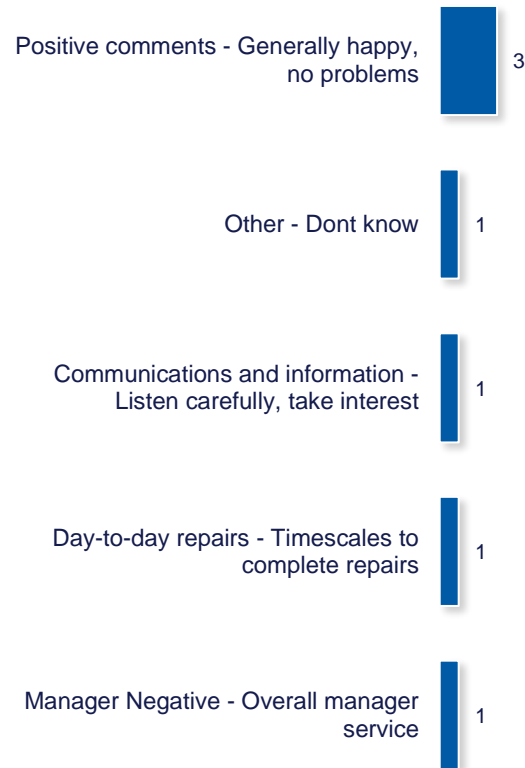 Positive comments - Generally happy,
no problems
3
Other - Dont know
1
Communications and information -
Listen carefully, take interest
1
Day-to-day repairs - Timescales to
complete repairs
1
Manager Negative - Overall manager
service
1